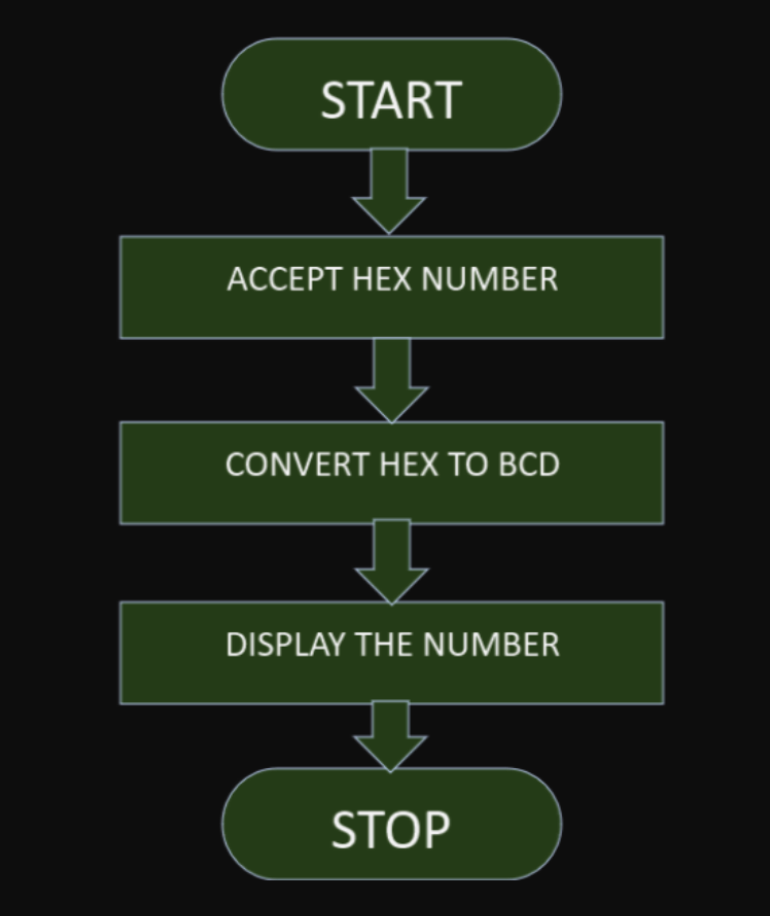 START
ACCEPT HEX NUMBER
CONVERT HEX TO BCD
DISPLAY THE NUMBER
STOP